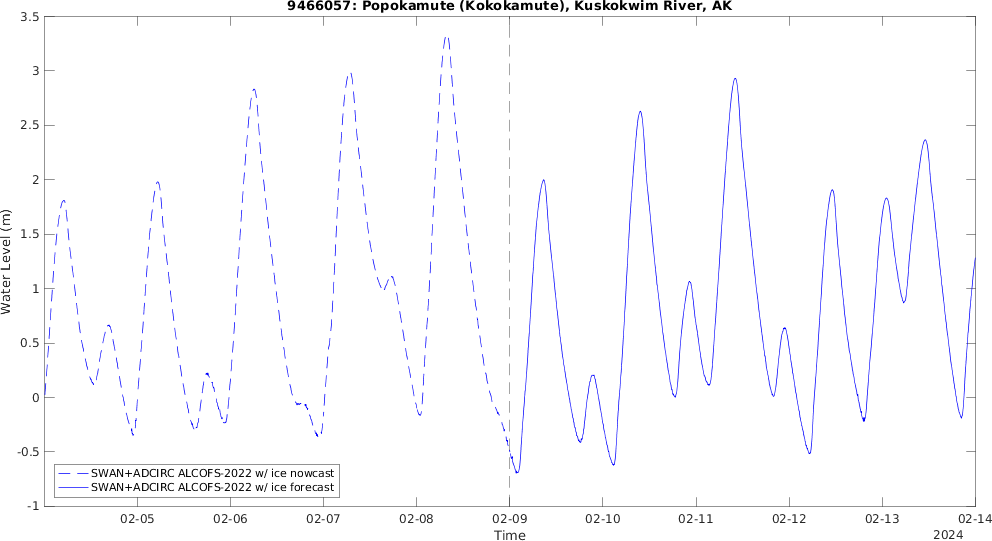 9466057: Popokamute (Kokokamute), Kuskokwim River, AK
3.5
3
2.5
2
1.5
1
0.5
0
-0.5
-1
Water Level (m)
SWAN+ADCIRC ALCOFS-2022 w/ ice nowcast
SWAN+ADCIRC ALCOFS-2022 w/ ice forecast
02-05 02-06 02-07 02-08 02-09 02-10 02-11 02-12 02-13 02-14
Time
2024